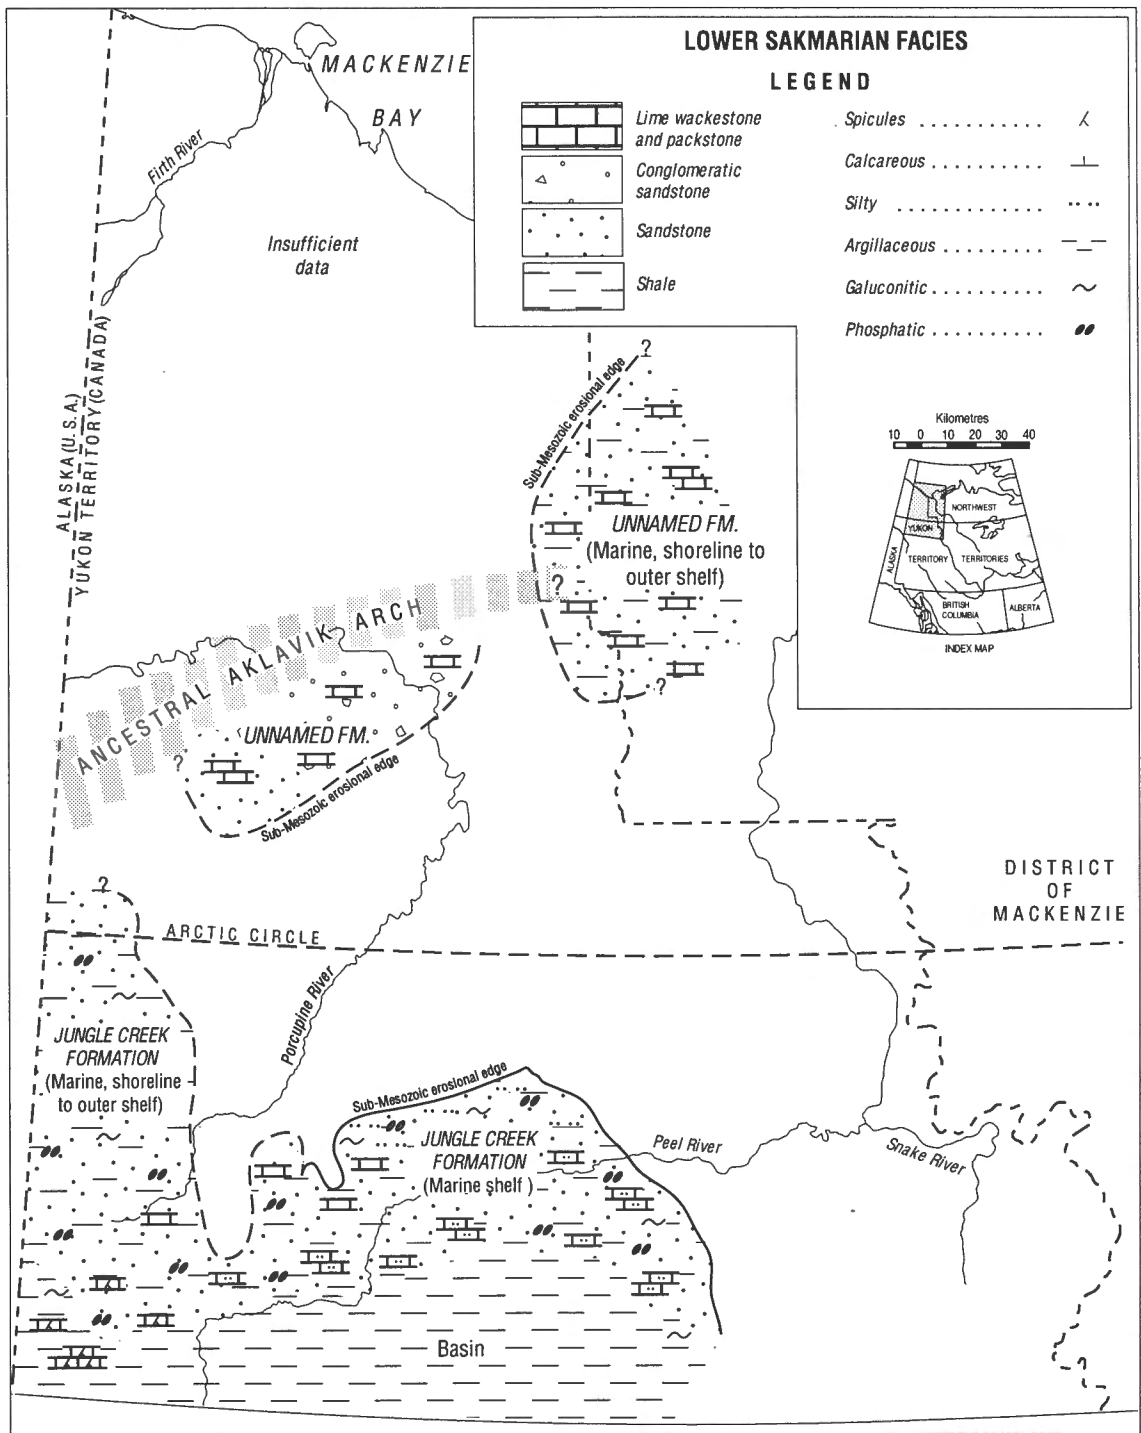 LOWER SAKMARIAN FACIES
LEGEND
Lime wackestone
and packstone
Conglomeratic
sandstone
Sandstone
Shale
Spicules . . . . . . . . . . .
Calcareous . . . . . . . . . .
Silty . . . . . . . . . . . . .
Argillaceous . . . . . . . . .
Galuconitic . . . . . . . . . .
Phosphatic . . . . . . . . . .
MACKENZIE
BAY
Firth River
Insufficient
data
ALASKA (U.S.A.)
YUKON TERRITORY (CANADA)
?
Sub-Mesozoic erosional edge
UNNAMED FM.
(Marine, shoreline to
outer shelf)
?
?
Kilometres
10 0 10 20 30 40
NORTHWEST
YUKON
ALASKA
TERRITORY
TERRITORIES
BRITISH
COLUMBIA
ALBERTA
INDEX MAP
ANCESTRAL AKLAVIK ARCH
UNNAMED FM.
?
Sub-Mesozoic erosional edge
DISTRICT
OF
MACKENZIE
?
ARCTIC CIRCLE
Porcupine River
JUNGLE CREEK
FORMATION
(Marine, shoreline
to outer shelf)
Sub-Mesozoic erosional edge
JUNGLE CREEK
FORMATION
(Marine shelf )
Peel River
Snake River
Basin